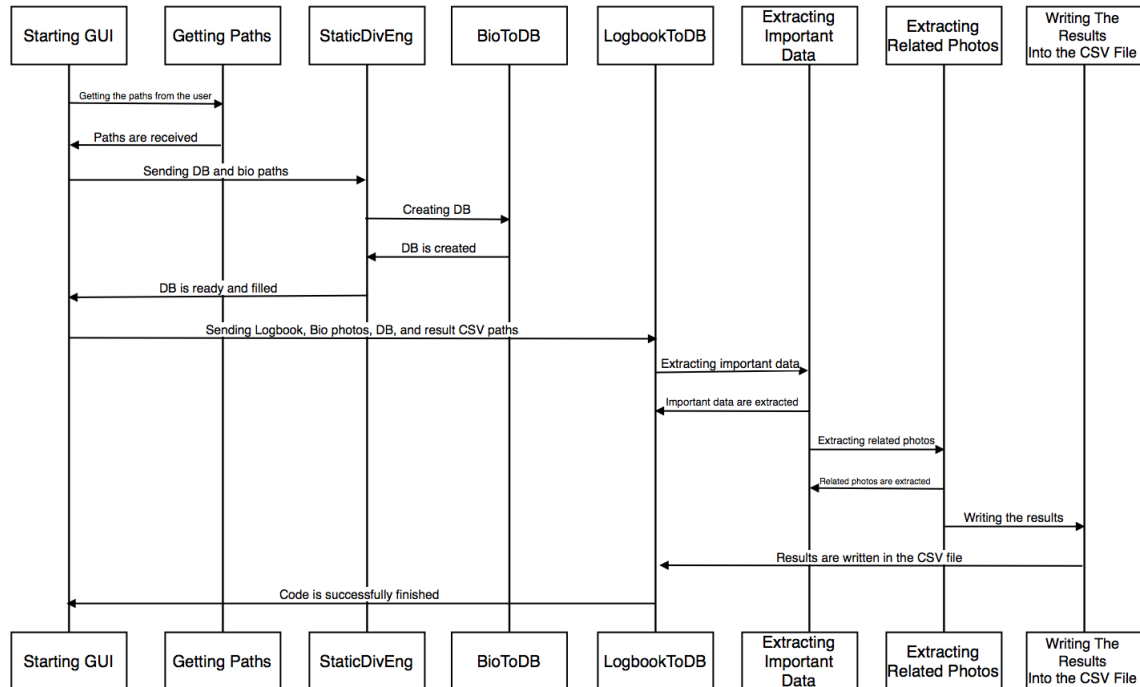 Starting GUI
Getting Paths
StaticDivEng
BioToDB
LogbookToDB
Extracting
Important
Data
Extracting
Related Photos
Writing The
Results
Into the CSV File
Getting the paths from the user
Paths are received
Sending DB and bio paths
Creating DB
DB is created
DB is ready and filled
Sending Logbook, Bio photos, DB, and result CSV paths
Extracting important data
Important data are extracted
Extracting related photos
Related photos are extracted
Writing the results
Results are written in the CSV file
Code is successfully finished
Starting GUI
Getting Paths
StaticDivEng
BioToDB
LogbookToDB
Extracting
Important
Data
Extracting
Related Photos
Writing The
Results
Into the CSV File